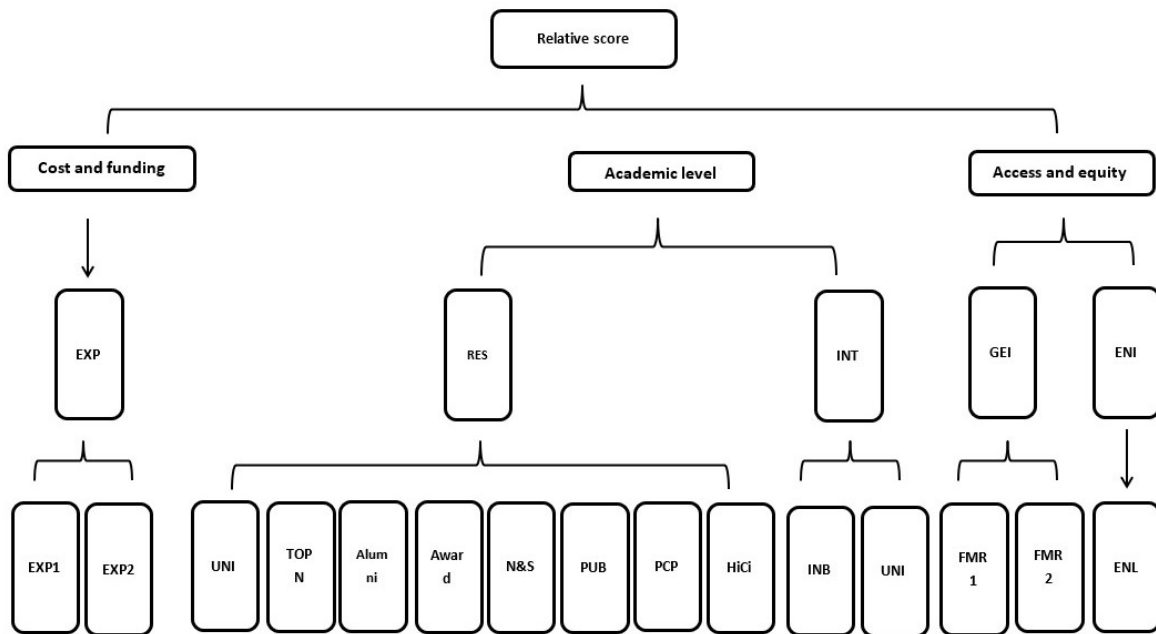 Relative score
Cost and funding
Academic level
Access and equity
EXP
RES
INT
GEI
ENI
EXP1
EXP2
UNI
TOP
N
Alum
ni
Awar
d
N&S
PUB
PCP
HiCi
INB
UNI
FMR
1
FMR
2
ENL